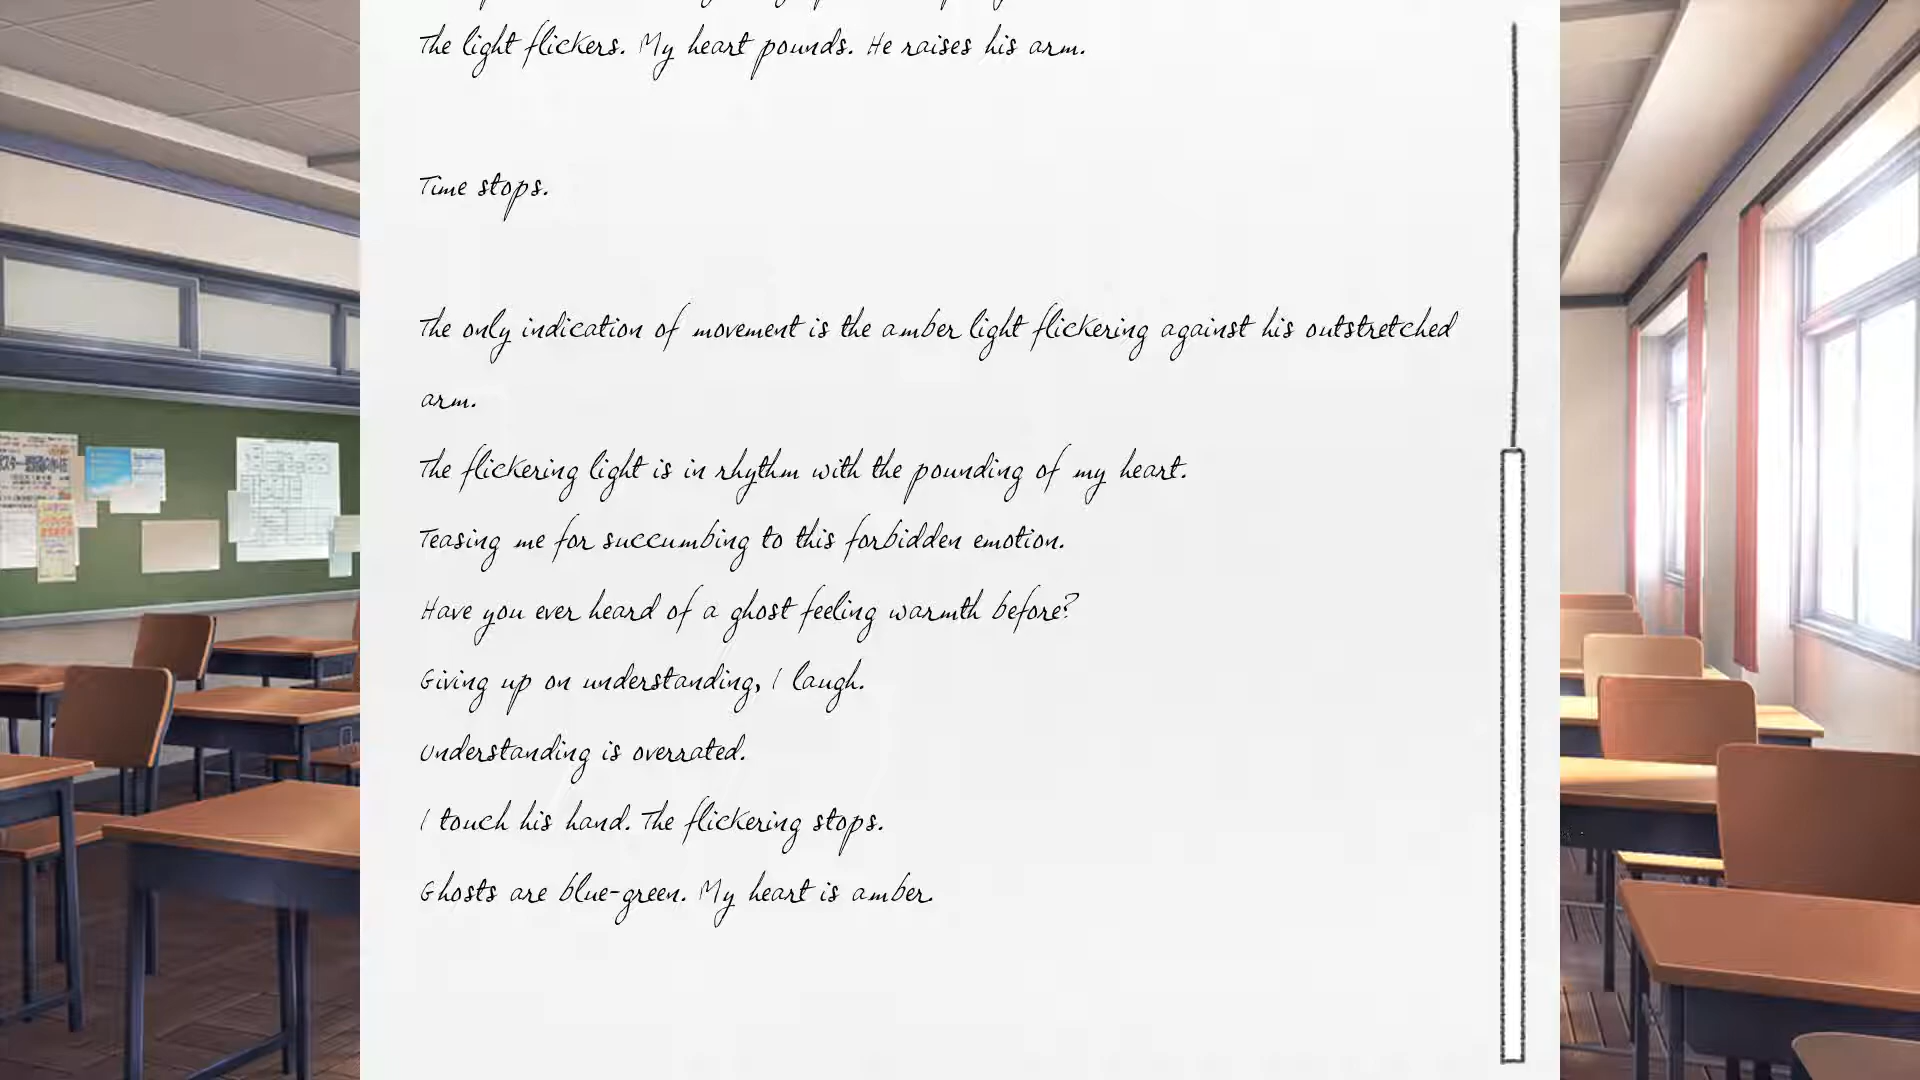 The light flickers. My heart pounds. He raises his arm.
Time stops.
The only indication of movement is the amber light flickering against his outstretched
arm.
The flickering light is in rhythm with the pounding of my heart.
Teasing me for succumbing to this forbidden emotion.
Have you ever heard of a ghost feeling warmth before?
Giving up on understanding, I laugh.
Understanding is overrated.
I touch his hand. The flickering stops.
Ghosts are blue-green. My heart is amber.